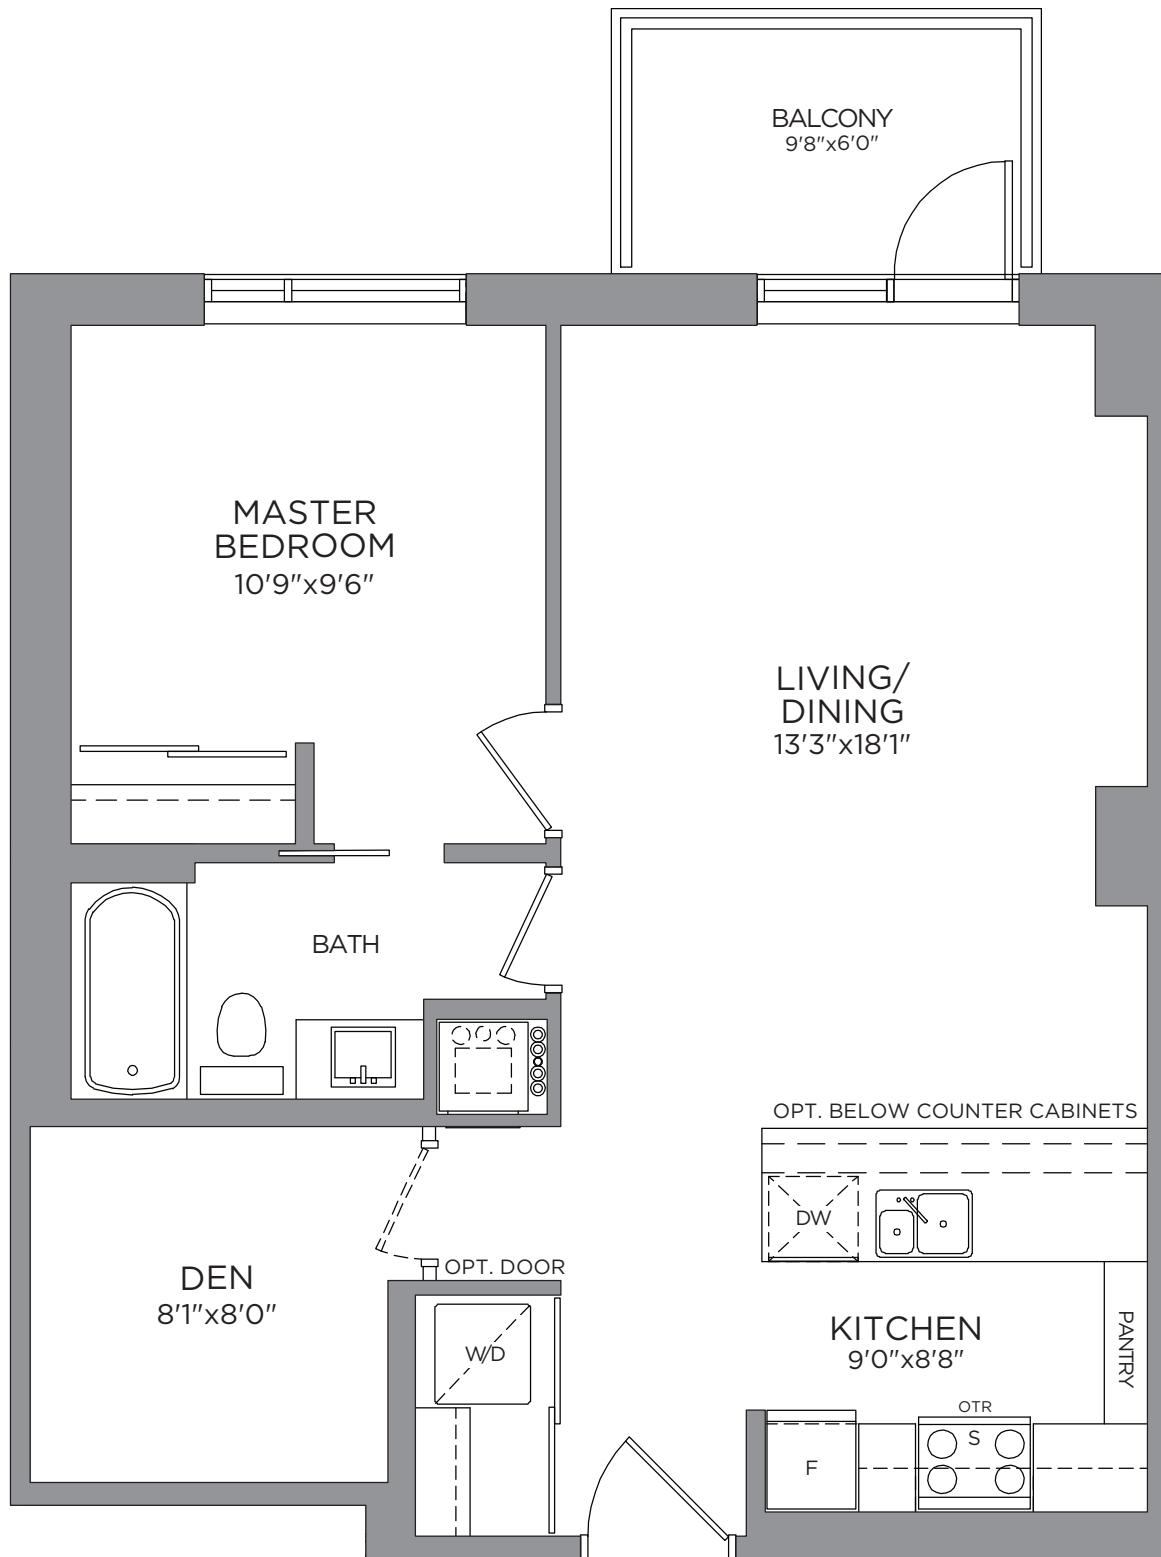 BALCONY
9'8"x6'0"
MASTER
BEDROOM
10'9"x9'6"
LIVING/
DINING
13'3"x18'1"
BATH
OPT. BELOW COUNTER CABINETS
DW
OPT. DOOR
DEN
8'1"x8'0"
KITCHEN
9'0"x8'8"
PANTRY
W/D
OTR
S
F